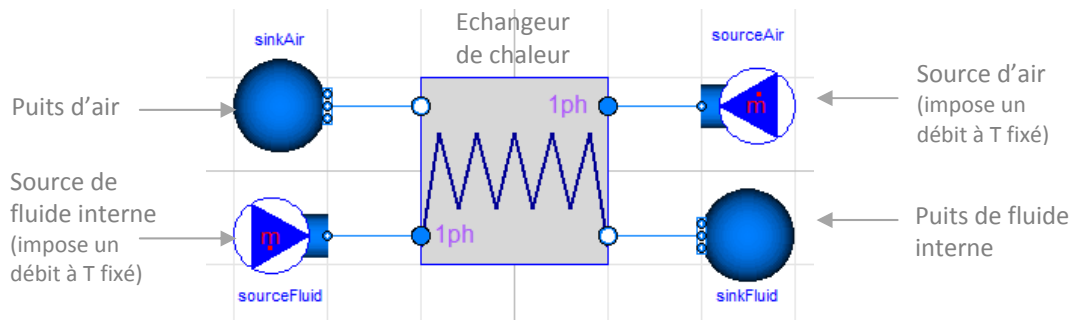 Echangeur
de chaleur
sinkAir
sourceAir
Puits d'air
1ph
ṁ
Source d'air
(impose un
débit à T fixé)
Source de
fluide interne
(impose un
débit à T fixé)
ṁ
1ph
Puits de fluide
interne
sourceFluid
sinkFluid